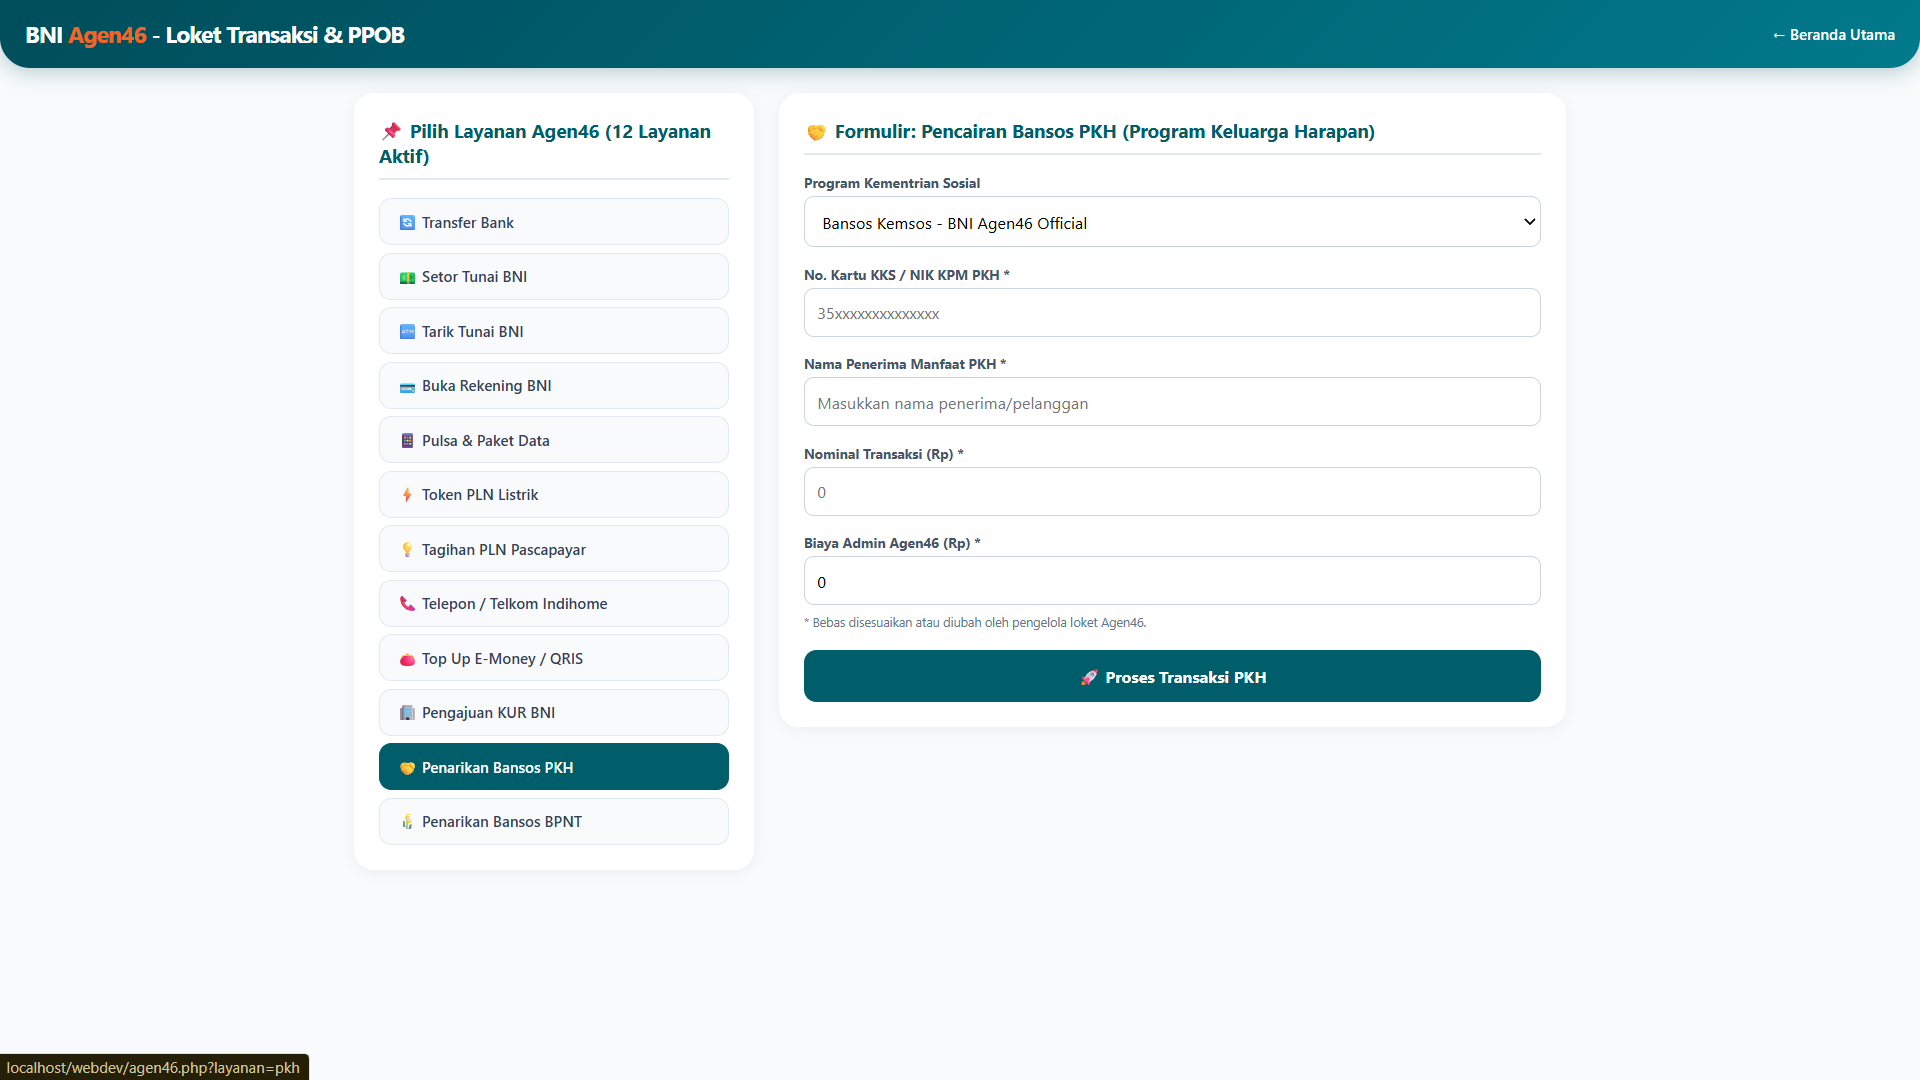 BNI Agen46 - Loket Transaksi & PPOB
← Beranda Utama
📌 Pilih Layanan Agen46 (12 Layanan
Aktif)
Transfer Bank
Setor Tunai BNI
Tarik Tunai BNI
Buka Rekening BNI
Pulsa & Paket Data
Token PLN Listrik
Tagihan PLN Pascapayar
Telepon / Telkom Indihome
Top Up E-Money / QRIS
Pengajuan KUR BNI
Penarikan Bansos PKH
Penarikan Bansos BPNT
Formulir: Pencairan Bansos PKH (Program Keluarga Harapan)
Program Kementrian Sosial
Bansos Kemsos - BNI Agen46 Official
No. Kartu KKS / NIK KPM PKH *
35xxxxxxxxxxxxxx
Nama Penerima Manfaat PKH *
Masukkan nama penerima/pelanggan
Nominal Transaksi (Rp) *
0
Biaya Admin Agen46 (Rp) *
0
* Bebas disesuaikan atau diubah oleh pengelola loket Agen46.
🚀 Proses Transaksi PKH
localhost/webdev/agen46.php?layanan=pkh